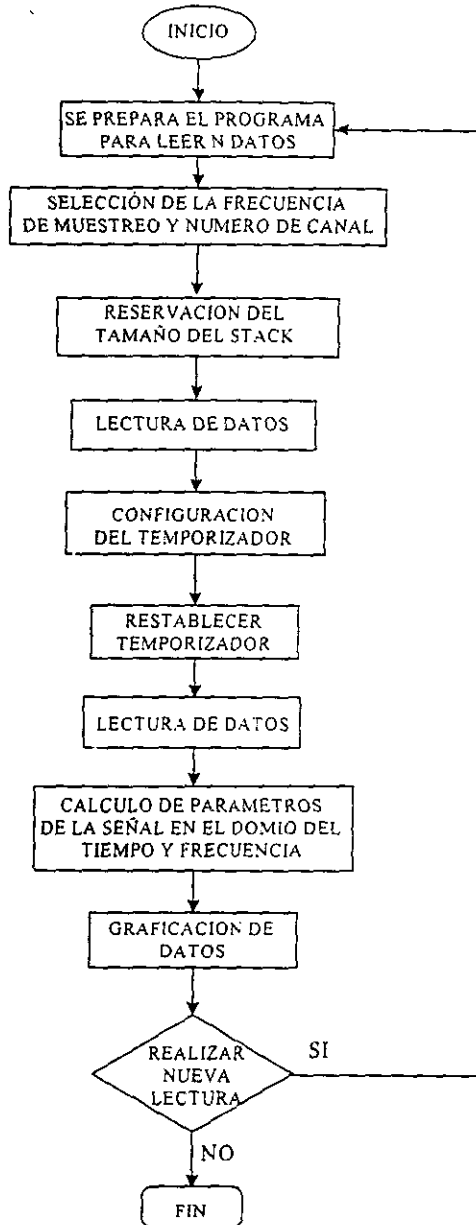 INICIO
SE PREPARA EL PROGRAMA
PARA LEER N DATOS
SELECCIÓN DE LA FRECUENCIA
DE MUESTREO Y NUMERO DE CANAL
RESERVACION DEL
TAMAÑO DEL STACK
LECTURA DE DATOS
CONFIGURACION
DEL TEMPORIZADOR
RESTABLECER
TEMPORIZADOR
LECTURA DE DATOS
CALCULO DE PARAMETROS
DE LA SEÑAL EN EL DOMIO DEL
TIEMPO Y FRECUENCIA
GRAFICACION DE
DATOS
REALIZAR
NUEVA
LECTURA
SI
NO
FIN